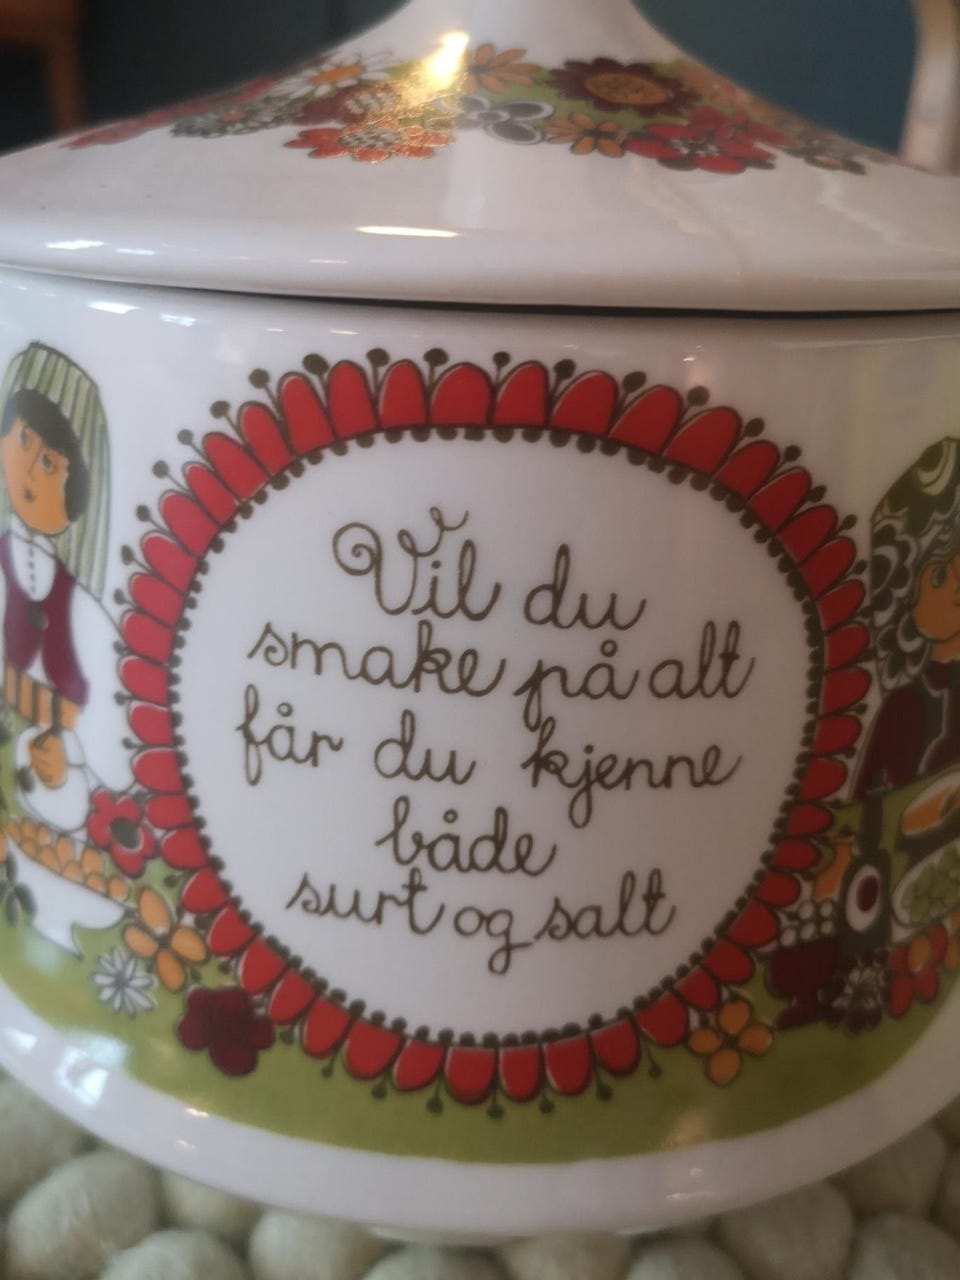 Vil du
smake på alt
får du kjenne
både
surt og salt